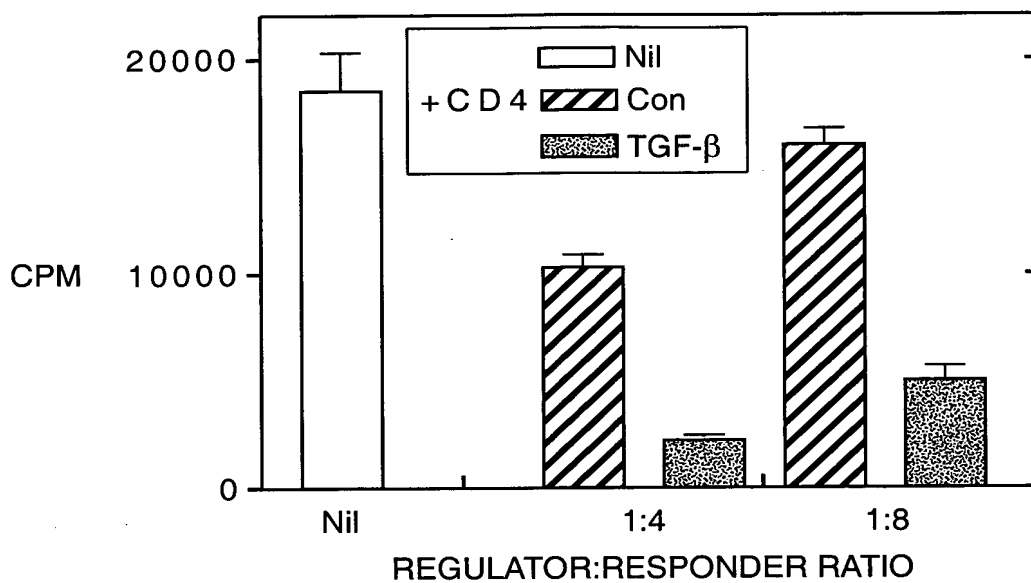 20000
10000
0
CPM
Nil
+ CD4
Con
TGF-β
Nil
1:4
1:8
REGULATOR:RESPONDER RATIO